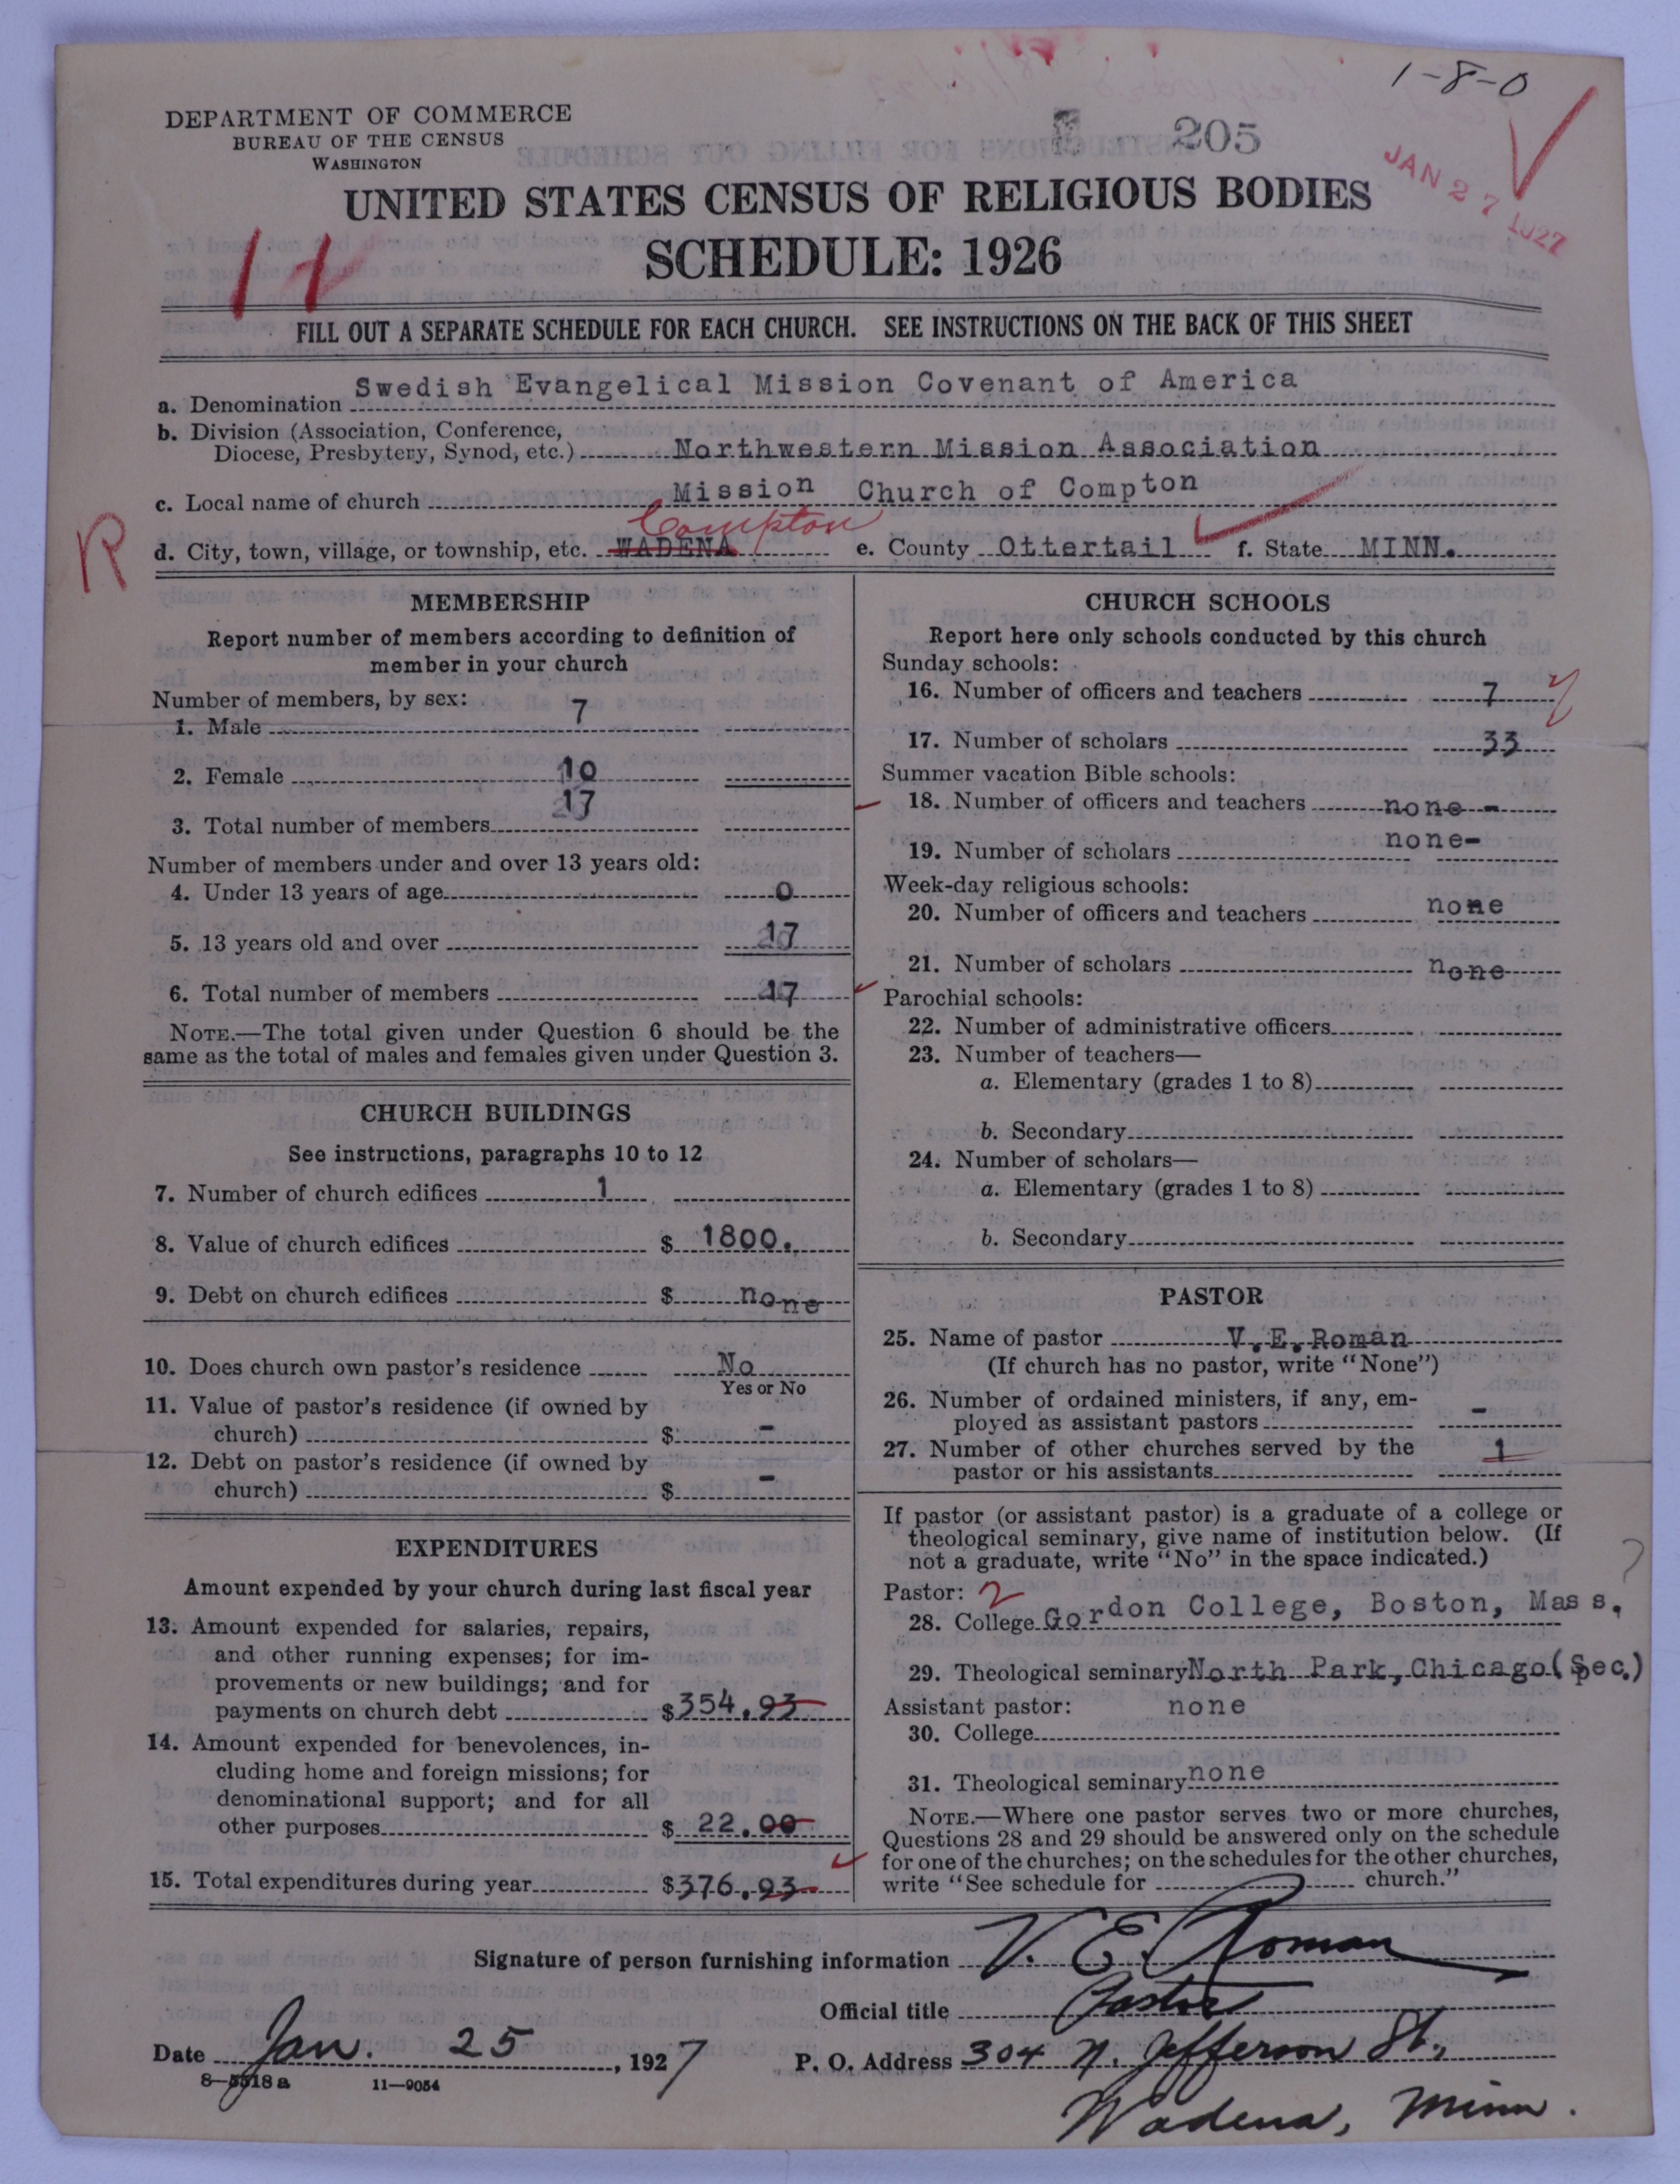 1-8-0
DEPARTMENT OF COMMERCE
BUREAU OF THE CENSUS
WASHINGTON
205
JAN 27 1927
UNITED STATES CENSUS OF RELIGIOUS BODIES
SCHEDULE: 1926
FILL OUT A SEPARATE SCHEDULE FOR EACH CHURCH. SEE INSTRUCTIONS ON THE BACK OF THIS SHEET
a. Denomination Swedish Evangelical Mission Covenant of America
b. Division (Association, Conference,
Diocese, Presbytery, Synod, etc.) Northwestern Mission Association
c. Local name of church Mission Church of Compton
Compton
R
d. City, town, village, or township, etc. WADENA e. County Ottertail f. State MINN.
MEMBERSHIP
Report number of members according to definition of
member in your church
Number of members, by sex:
1. Male 7
2. Female 10
3. Total number of members 17
Number of members under and over 13 years old:
4. Under 13 years of age 0
5. 13 years old and over 17
6. Total number of members 17
NOTE.—The total given under Question 6 should be the
same as the total of males and females given under Question 3.
CHURCH BUILDINGS
See instructions, paragraphs 10 to 12
7. Number of church edifices 1
8. Value of church edifices $ 1800.
9. Debt on church edifices $ none
10. Does church own pastor's residence No
Yes or No
11. Value of pastor's residence (if owned by
church) $ -
12. Debt on pastor's residence (if owned by
church) $ -
EXPENDITURES
Amount expended by your church during last fiscal year
13. Amount expended for salaries, repairs,
and other running expenses; for im-
provements or new buildings; and for
payments on church debt $354.93
14. Amount expended for benevolences, in-
cluding home and foreign missions; for
denominational support; and for all
other purposes $ 22.00
15. Total expenditures during year $376.93
CHURCH SCHOOLS
Report here only schools conducted by this church
Sunday schools:
16. Number of officers and teachers 7
17. Number of scholars 33
Summer vacation Bible schools:
18. Number of officers and teachers none -
19. Number of scholars none-
Week-day religious schools:
20. Number of officers and teachers none
21. Number of scholars none
Parochial schools:
22. Number of administrative officers
23. Number of teachers—
a. Elementary (grades 1 to 8)
b. Secondary
24. Number of scholars—
a. Elementary (grades 1 to 8)
b. Secondary
PASTOR
25. Name of pastor V.E.Roman
(If church has no pastor, write "None")
26. Number of ordained ministers, if any, em-
ployed as assistant pastors -
27. Number of other churches served by the
pastor or his assistants 1
If pastor (or assistant pastor) is a graduate of a college or
theological seminary, give name of institution below. (If
not a graduate, write "No" in the space indicated.)
Pastor: 2
?
28. College Gordon College, Boston, Mass.
29. Theological seminary North Park, Chicago(Sec.)
Assistant pastor: none
30. College
31. Theological seminary none
NOTE.—Where one pastor serves two or more churches,
Questions 28 and 29 should be answered only on the schedule
for one of the churches; on the schedules for the other churches,
write "See schedule for church."
Signature of person furnishing information V. E. Roman
Official title Pastor
Date Jan. 25, 1927 P. O. Address 304 N. Jefferson St.,
8-5518a 11-9054
Wadena, Minn.